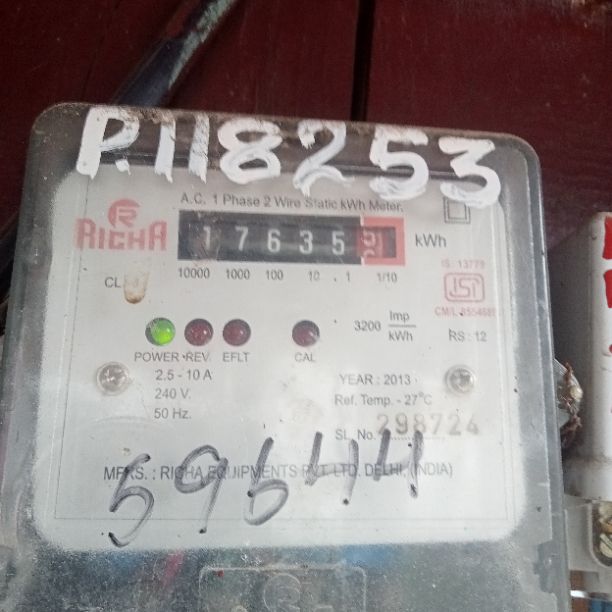 P.118253
A.C. 1 Phase 2 Wire Static kWh Meter.
RICHA
17635 kWh
10000 1000 100 10 . 1 1/10
IS: 13779
ISI
CL
3200 Imp/kWh
RS: 12
POWER REV. EFLT CAL
2.5 - 10 A
240 V.
50 Hz.
YEAR : 2013
Ref. Temp. - 27°C
SL. No. 298724
MFRS. : RICHA EQUIPMENTS PVT. LTD. DELHI, (INDIA)
59644